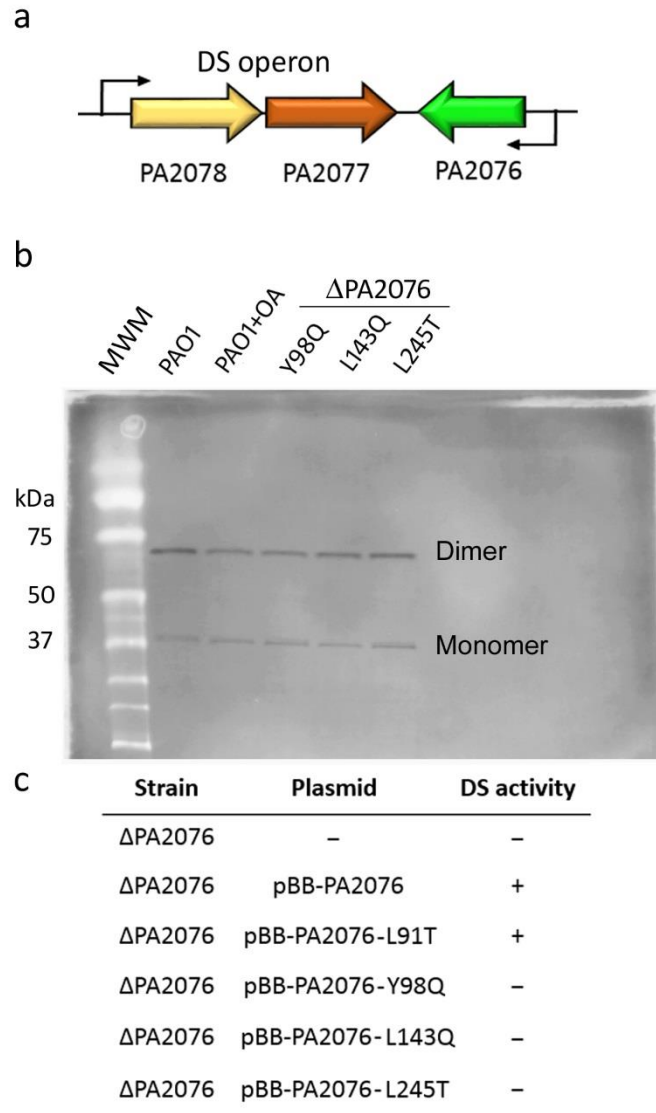 a
DS operon
PA2078 PA2077 PA2076
b
ΔPA2076
MWM PAO1 PAO1+OA Y98Q L143Q L245T
kDa
75
Dimer
50
37
Monomer
c
Strain Plasmid DS activity
ΔPA2076 – –
ΔPA2076 pBB-PA2076 +
ΔPA2076 pBB-PA2076-L91T +
ΔPA2076 pBB-PA2076-Y98Q –
ΔPA2076 pBB-PA2076-L143Q –
ΔPA2076 pBB-PA2076-L245T –